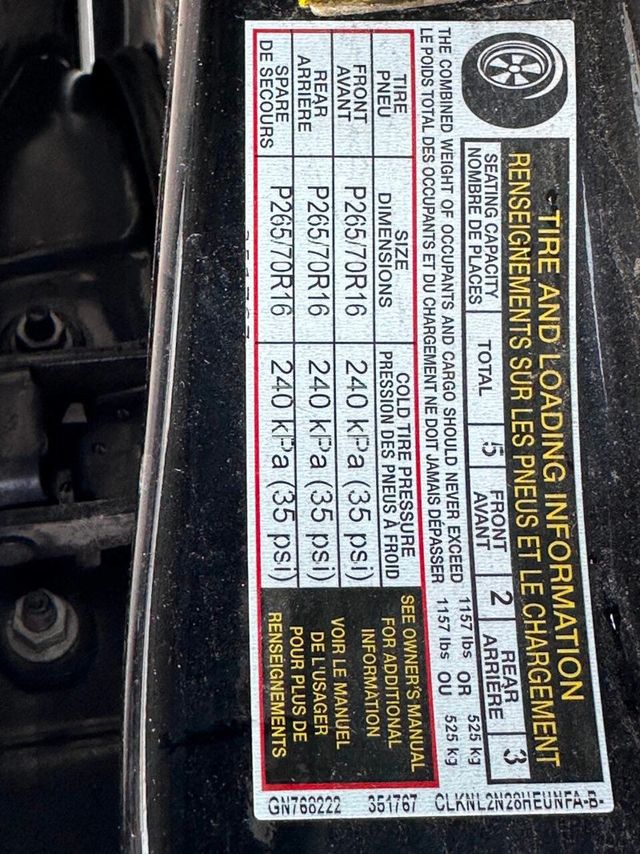 TIRE AND LOADING INFORMATION
RENSEIGNEMENTS SUR LES PNEUS ET LE CHARGEMENT
SEATING CAPACITY
NOMBRE DE PLACES
TOTAL 5
FRONT
AVANT
2
REAR
ARRIÈRE
3
THE COMBINED WEIGHT OF OCCUPANTS AND CARGO SHOULD NEVER EXCEED 1157 lbs OR 525 kg
LE POIDS TOTAL DES OCCUPANTS ET DU CHARGEMENT NE DOIT JAMAIS DÉPASSER 1157 lbs OU 525 kg
TIRE
PNEU
SIZE
DIMENSIONS
COLD TIRE PRESSURE
PRESSION DES PNEUS À FROID
FRONT
AVANT
P265/70R16
240 kPa (35 psi)
REAR
ARRIÈRE
P265/70R16
240 kPa (35 psi)
SPARE
DE SECOURS
P265/70R16
240 kPa (35 psi)
SEE OWNER'S MANUAL
FOR ADDITIONAL
INFORMATION
VOIR LE MANUEL
DE L'USAGER
POUR PLUS DE
RENSEIGNEMENTS
GN768222 351767 CLKNL2N28HEUNFA-B-